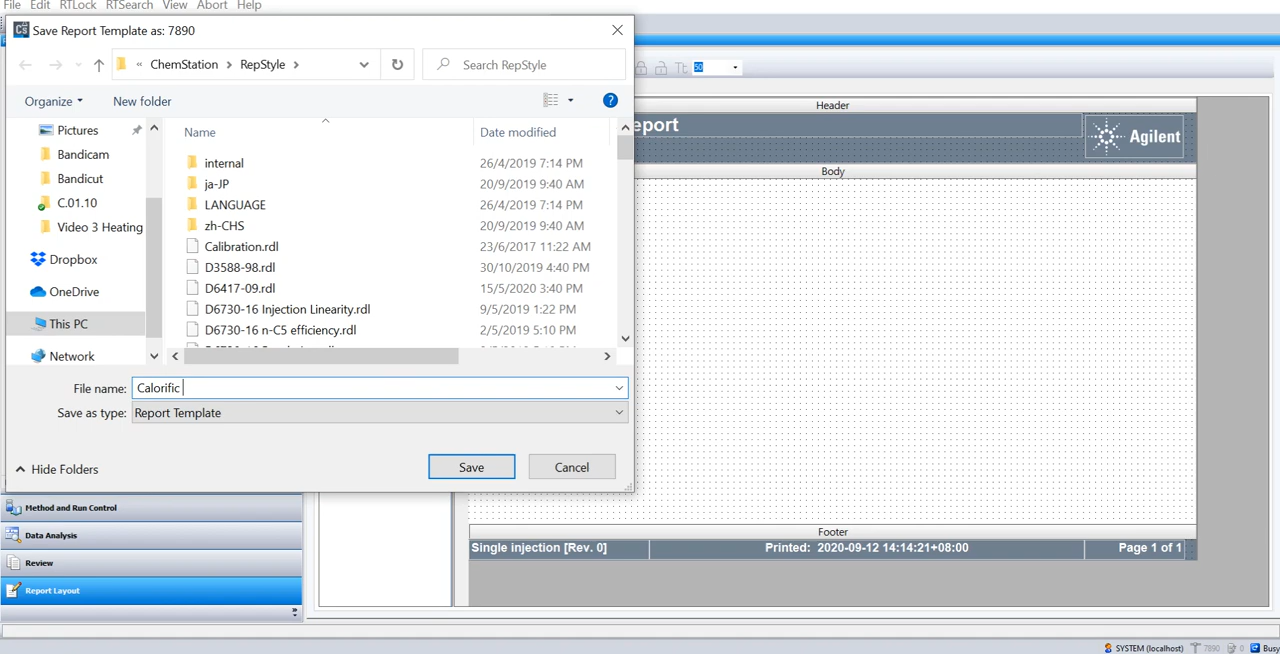 File Edit RTLock RTSearch View Abort Help
Save Report Template as: 7890
« ChemStation > RepStyle >
Search RepStyle
Organize
New folder
Name
Date modified
Pictures
Bandicam
Bandicut
C.01.10
Video 3 Heating
Dropbox
OneDrive
This PC
Network
internal 26/4/2019 7:14 PM
ja-JP 20/9/2019 9:40 AM
LANGUAGE 26/4/2019 7:14 PM
zh-CHS 20/9/2019 9:40 AM
Calibration.rdl 23/6/2017 11:22 AM
D3588-98.rdl 30/10/2019 4:40 PM
D6417-09.rdl 15/5/2020 3:40 PM
D6730-16 Injection Linearity.rdl 9/5/2019 1:22 PM
D6730-16 n-C5 efficiency.rdl 2/5/2019 5:10 PM
File name: Calorific
Save as type: Report Template
Hide Folders
Save
Cancel
Tt 50
Header
eport
Agilent
Body
Footer
Single injection [Rev. 0]
Printed: 2020-09-12 14:14:21+08:00
Page 1 of 1
Method and Run Control
Data Analysis
Review
Report Layout
SYSTEM (localhost) 7890 0 Busy